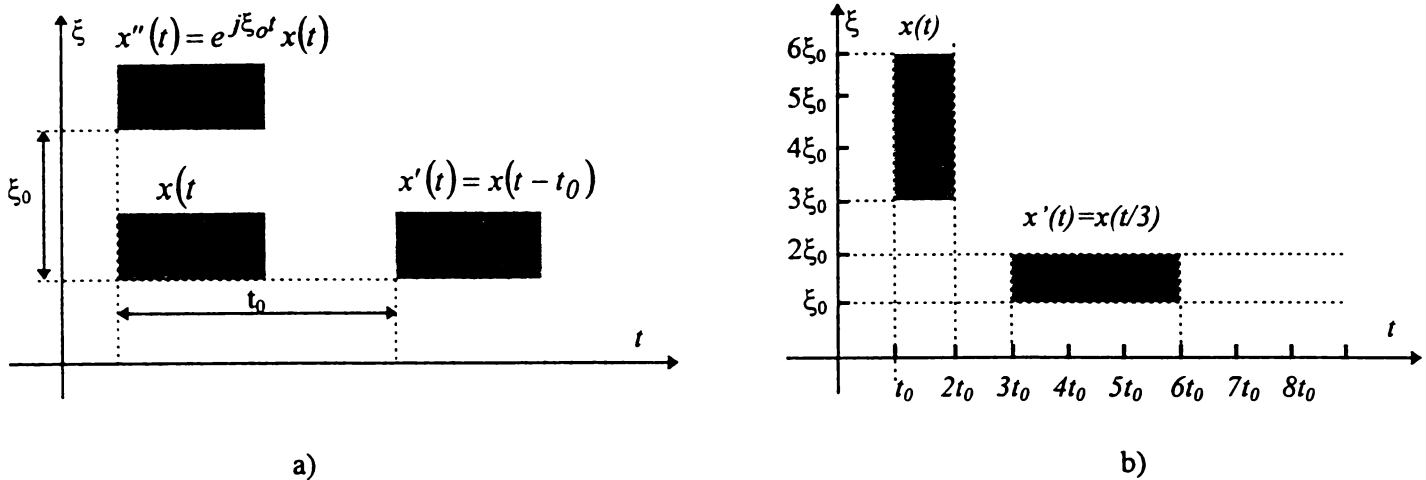 ξ
x''(t) = e^{jξ₀t} x(t)
ξ₀
x(t
x'(t) = x(t − t₀)
t₀
t
a)
ξ
x(t)
6ξ₀
5ξ₀
4ξ₀
3ξ₀
x'(t)=x(t/3)
2ξ₀
ξ₀
t
t₀ 2t₀ 3t₀ 4t₀ 5t₀ 6t₀ 7t₀ 8t₀
b)